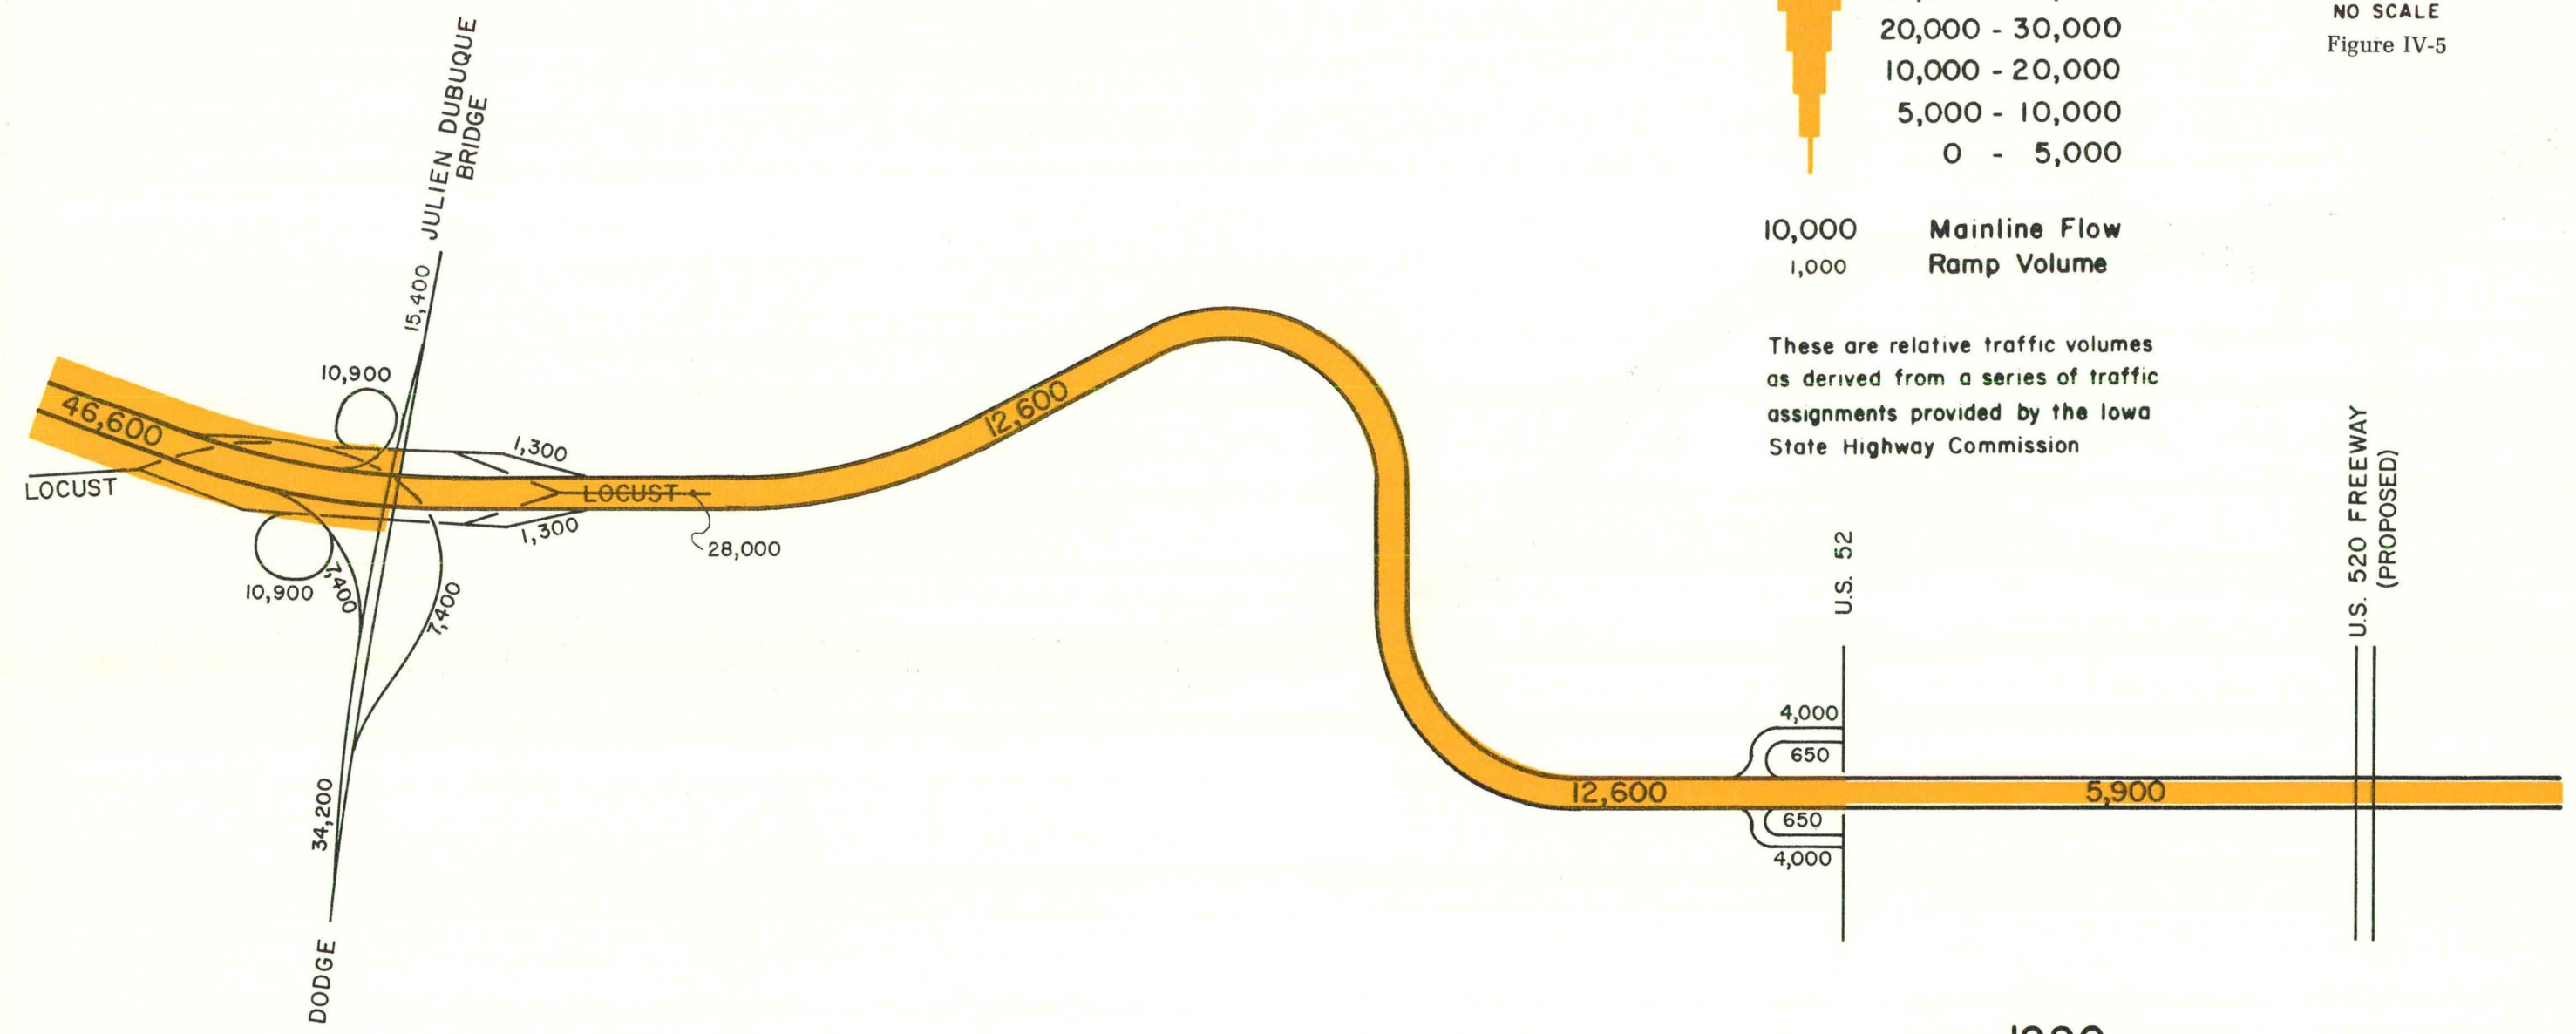 NO SCALE
Figure IV-5
20,000 - 30,000
10,000 - 20,000
5,000 - 10,000
0 - 5,000
10,000 Mainline Flow
1,000 Ramp Volume
These are relative traffic volumes
as derived from a series of traffic
assignments provided by the Iowa
State Highway Commission
JULIEN DUBUQUE
BRIDGE
15,400
10,900
46,600
LOCUST
1,300
LOCUST
1,300
28,000
10,900
7,400
7,400
34,200
DODGE
12,600
12,600
U.S. 52
4,000
650
650
4,000
5,900
U.S. 520 FREEWAY
(PROPOSED)